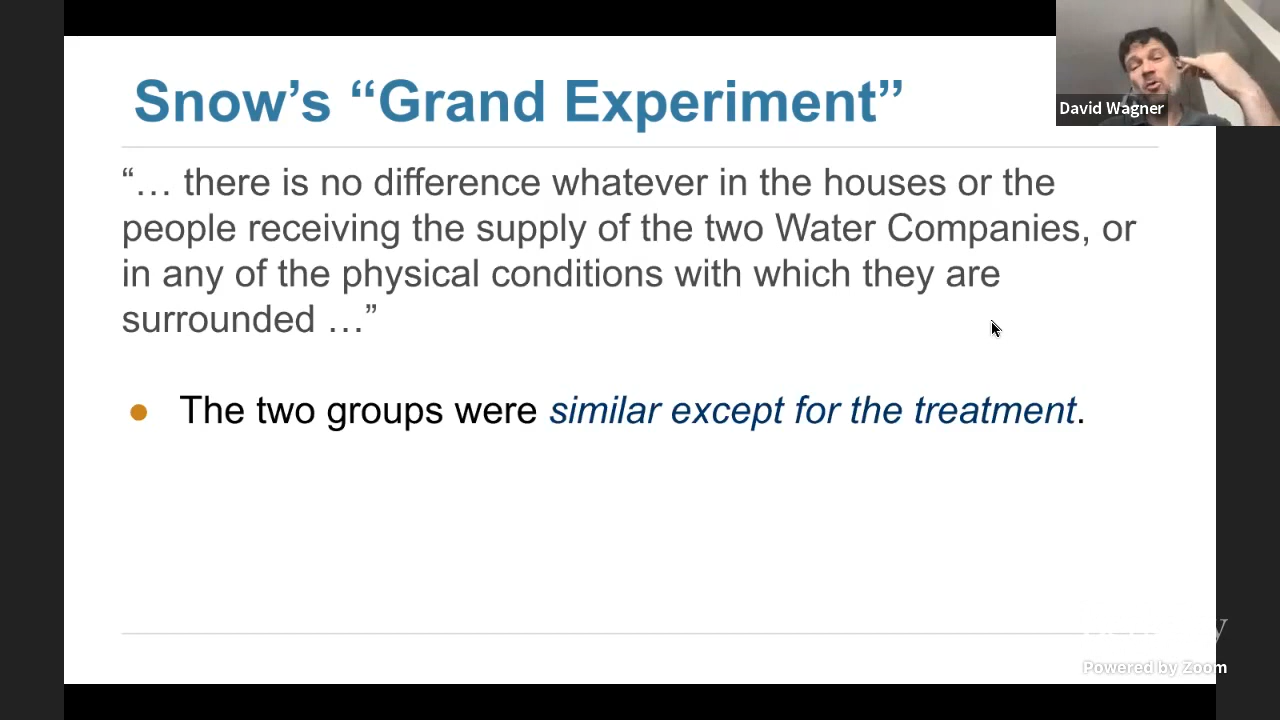 Snow’s “Grand Experiment”
David Wagner
“… there is no difference whatever in the houses or the
people receiving the supply of the two Water Companies, or
in any of the physical conditions with which they are
surrounded …”
● The two groups were similar except for the treatment.
Powered by Zoom